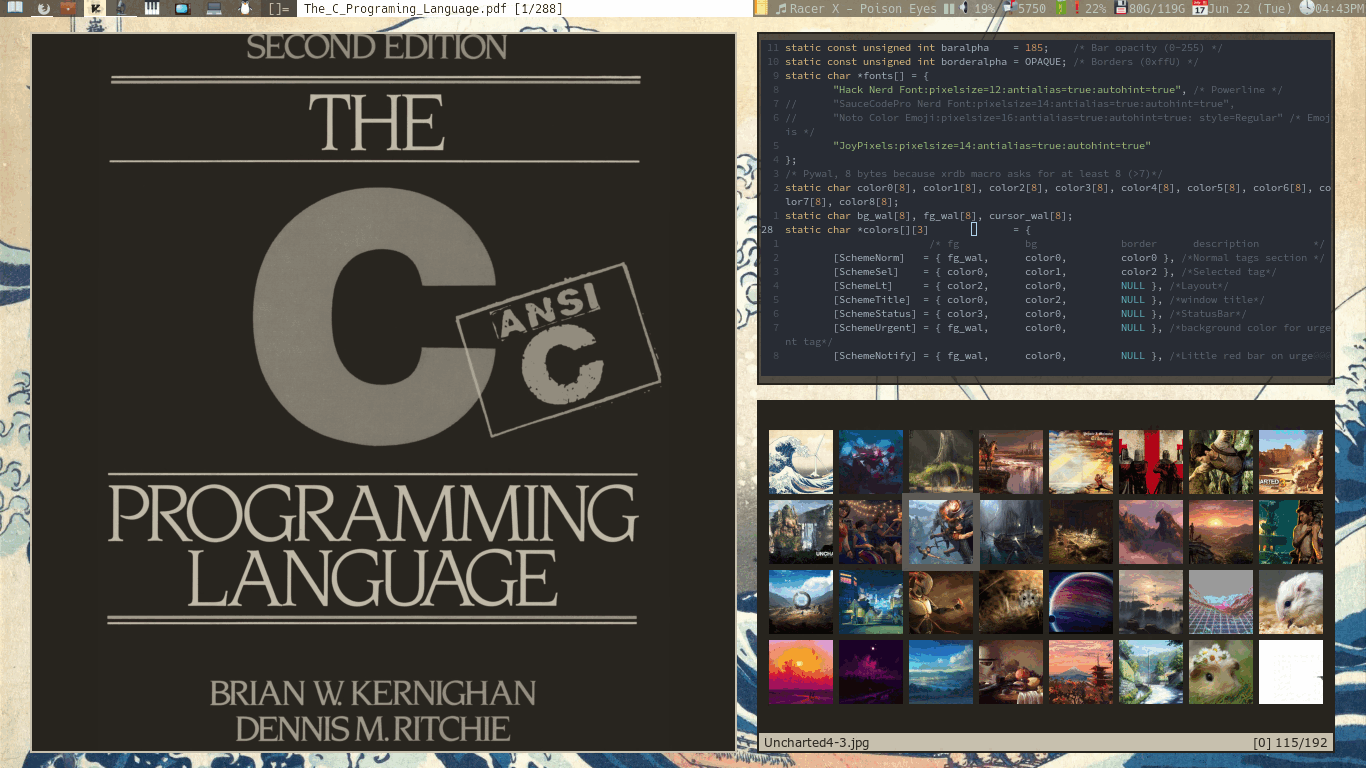 []= The_C_Programing_Language.pdf [1/288]
Racer X - Poison Eyes 19% 5750 22% 80G/119G Jun 22 (Tue) 04:43PM
SECOND EDITION
THE
C
ANSI
C
PROGRAMMING
LANGUAGE
BRIAN W. KERNIGHAN
DENNIS M. RITCHIE
11 static const unsigned int baralpha = 185; /* Bar opacity (0-255) */
10 static const unsigned int borderalpha = OPAQUE; /* Borders (0xffU) */
9 static char *fonts[] = {
8 "Hack Nerd Font:pixelsize=12:antialias=true:autohint=true", /* Powerline */
7 // "SauceCodePro Nerd Font:pixelsize=14:antialias=true:autohint=true",
6 // "Noto Color Emoji:pixelsize=16:antialias=true:autohint=true: style=Regular" /* Emoj
is */
5 "JoyPixels:pixelsize=14:antialias=true:autohint=true"
4 };
3 /* Pywal, 8 bytes because xrdb macro asks for at least 8 (>7)*/
2 static char color0[8], color1[8], color2[8], color3[8], color4[8], color5[8], color6[8], co
lor7[8], color8[8];
1 static char bg_wal[8], fg_wal[8], cursor_wal[8];
28 static char *colors[][3] = {
1 /* fg bg border description */
2 [SchemeNorm] = { fg_wal, color0, color0 }, /*Normal tags section */
3 [SchemeSel] = { color0, color1, color2 }, /*Selected tag*/
4 [SchemeLt] = { color2, color0, NULL }, /*Layout*/
5 [SchemeTitle] = { color0, color2, NULL }, /*window title*/
6 [SchemeStatus] = { color3, color0, NULL }, /*StatusBar*/
7 [SchemeUrgent] = { fg_wal, color0, NULL }, /*background color for urge
nt tag*/
8 [SchemeNotify] = { fg_wal, color0, NULL }, /*Little red bar on urge@@@
Uncharted4-3.jpg [0] 115/192